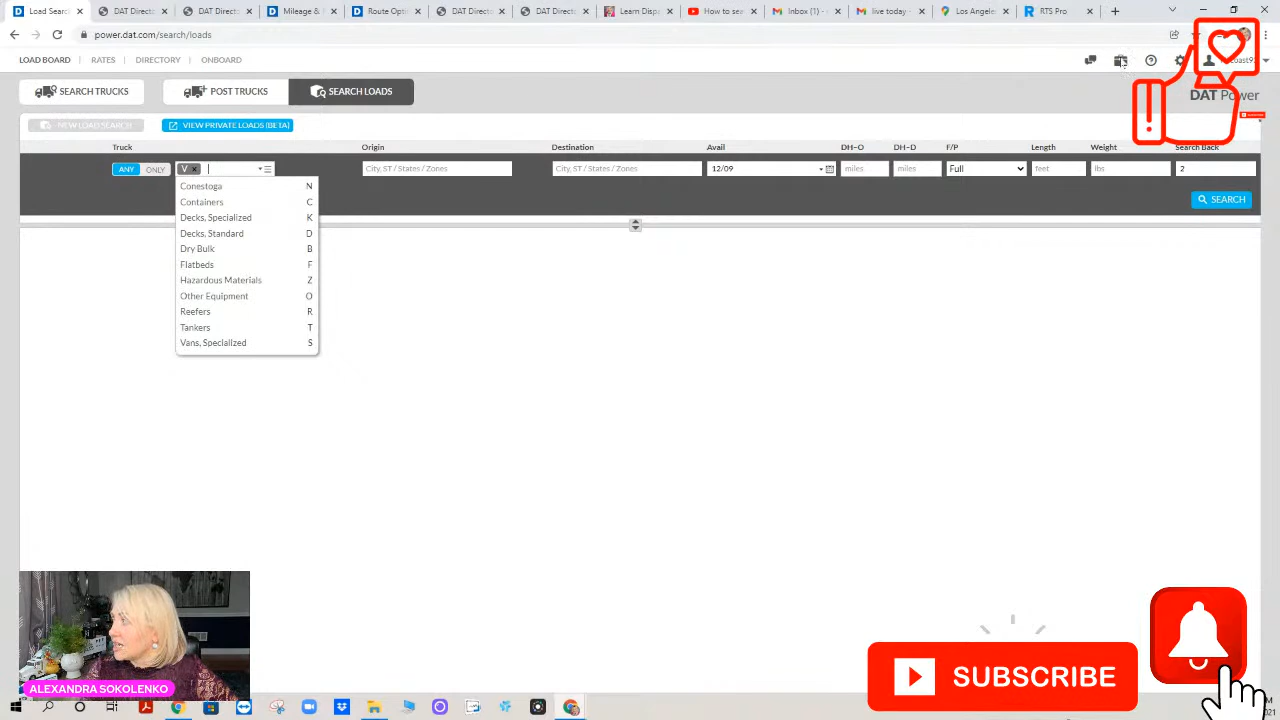 Load Sear
DAT Directo
DAT Directo
Mileage &
Route Opti
DAT Directo
DAT Directo
Learn Disp
How to sea
Inbox (1) -
live today -
Los Angeles
RTS Pro
power.dat.com/search/loads
LOAD BOARD RATES DIRECTORY ONBOARD
SEARCH TRUCKS POST TRUCKS SEARCH LOADS
DAT Power
NEW LOAD SEARCH VIEW PRIVATE LOADS (BETA)
Truck Origin Destination Avail DH-O DH-D F/P Length Weight Search Back
ANY ONLY V × City, ST / States / Zones City, ST / States / Zones 12/09 miles miles Full feet lbs 2
SEARCH
Conestoga N
Containers C
Decks, Specialized K
Decks, Standard D
Dry Bulk B
Flatbeds F
Hazardous Materials Z
Other Equipment O
Reefers R
Tankers T
Vans, Specialized S
ALEXANDRA SOKOLENKO
SUBSCRIBE